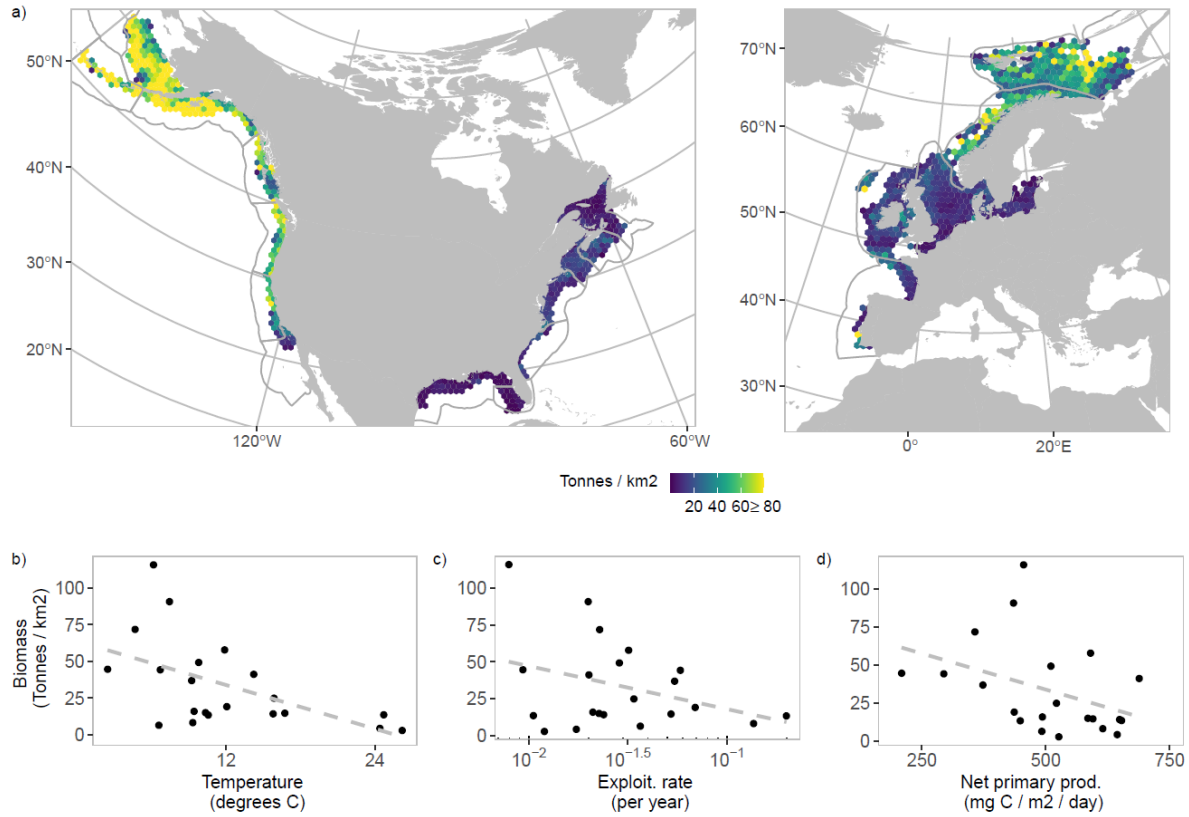 a)
50°N
40°N
30°N
20°N
120°W
60°W
70°N
60°N
50°N
40°N
30°N
0°
20°E
Tonnes / km2
20 40 60≥ 80
b)
Biomass
(Tonnes / km2)
100
75
50
25
0
12
24
Temperature
(degrees C)
c)
100
75
50
25
0
10⁻²
10⁻¹·⁵
10⁻¹
Exploit. rate
(per year)
d)
100
75
50
25
0
250
500
750
Net primary prod.
(mg C / m2 / day)